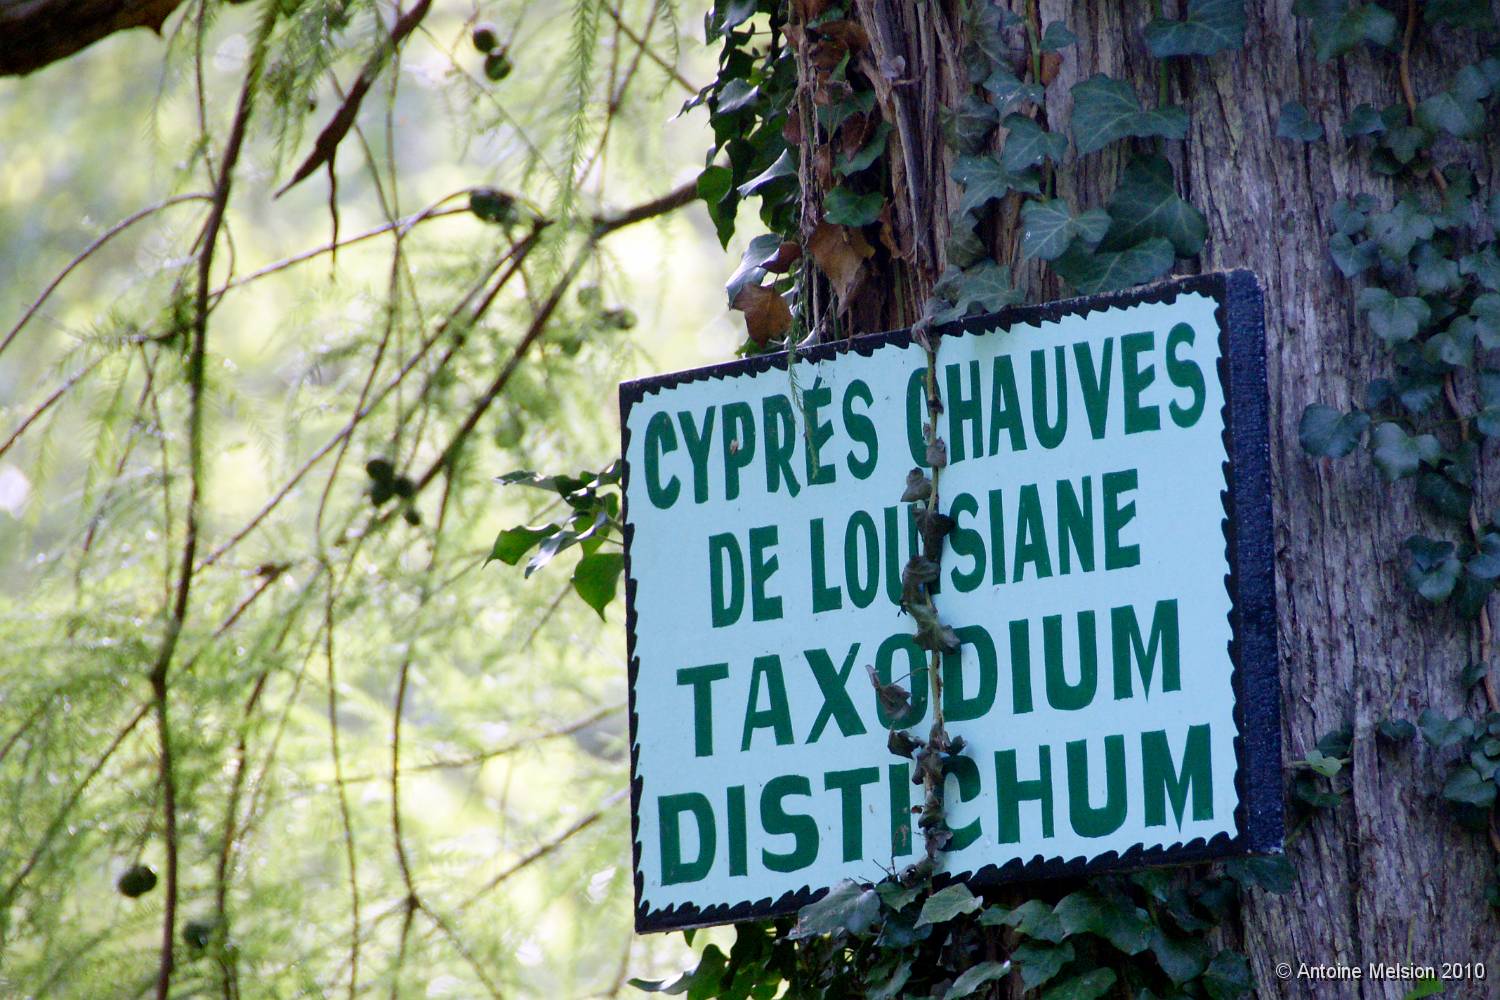 CYPRÉS CHAUVES
DE LOUISIANE
TAXODIUM
DISTICHUM
© Antoine Melsion 2010